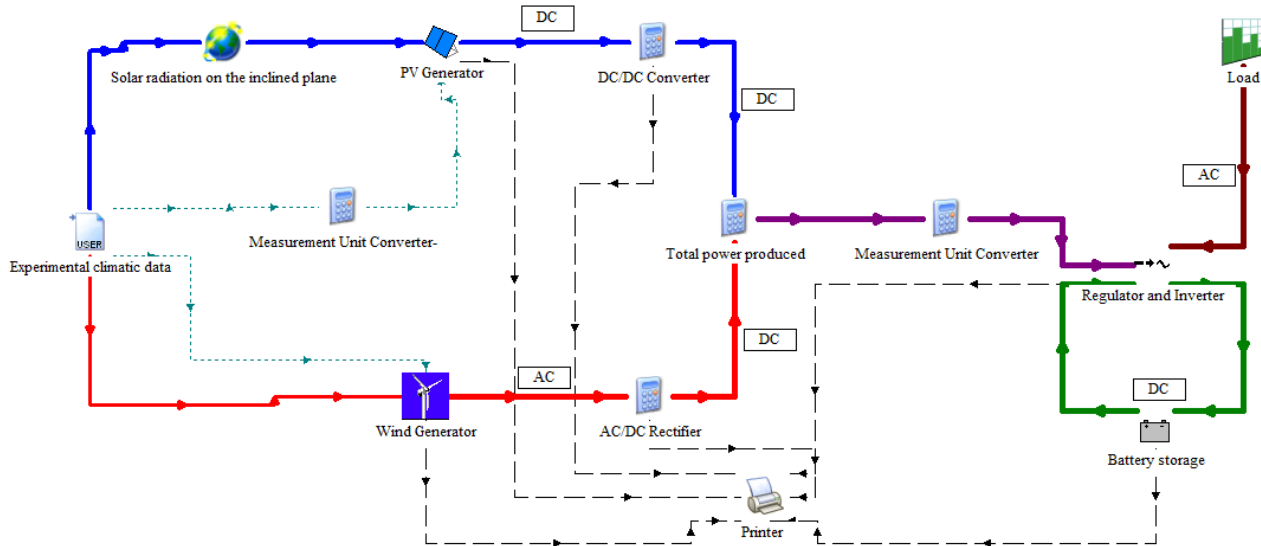 DC
Solar radiation on the inclined plane
PV Generator
DC/DC Converter
Load
DC
AC
USER
Measurement Unit Converter-
Experimental climatic data
Total power produced
Measurement Unit Converter
Regulator and Inverter
DC
AC
DC
Wind Generator
AC/DC Rectifier
Battery storage
Printer